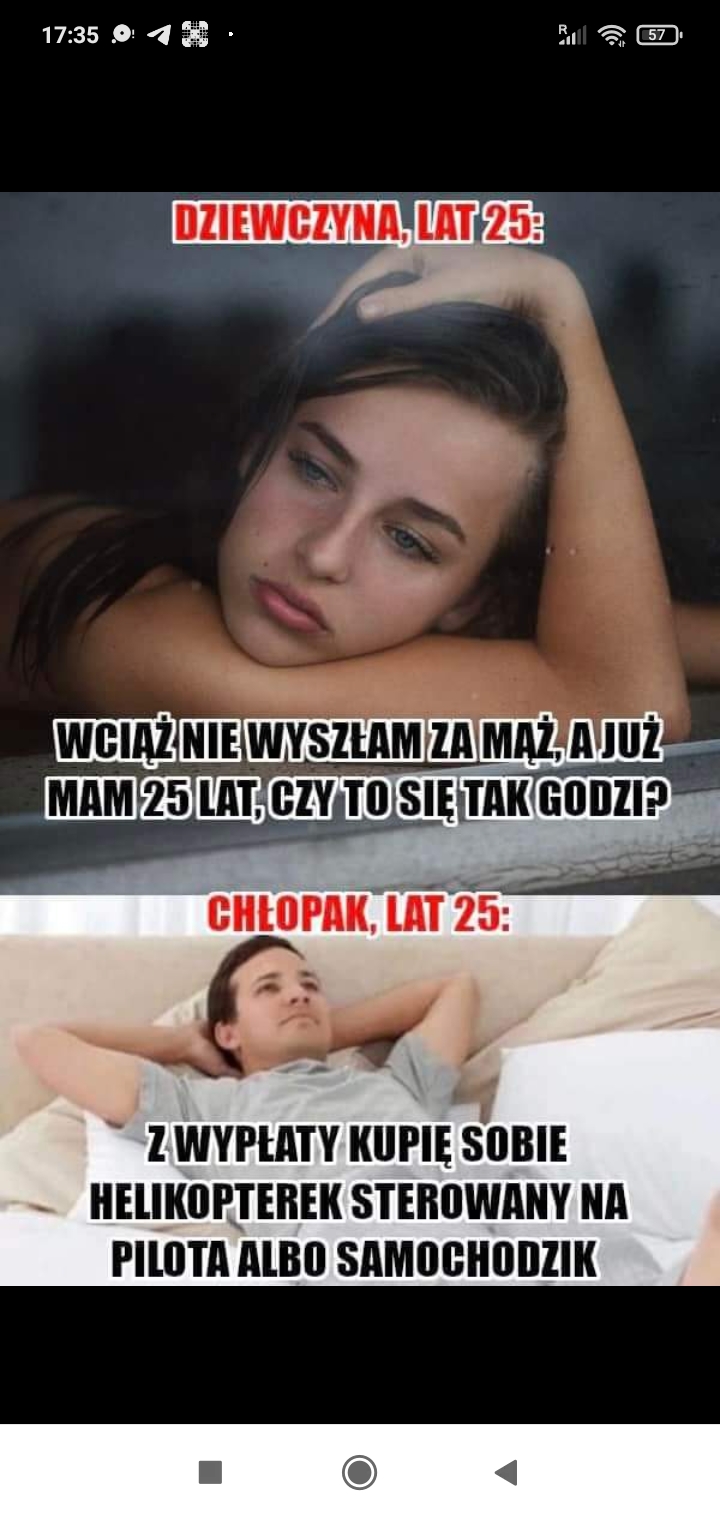 17:35
R
57
DZIEWCZYNA, LAT 25:
WCIĄŻ NIE WYSZŁAM ZA MĄŻ, A JUŻ
MAM 25 LAT, CZY TO SIĘ TAK GODZI?
CHŁOPAK, LAT 25:
Z WYPŁATY KUPIĘ SOBIE
HELIKOPTEREK STEROWANY NA
PILOTA ALBO SAMOCHODZIK